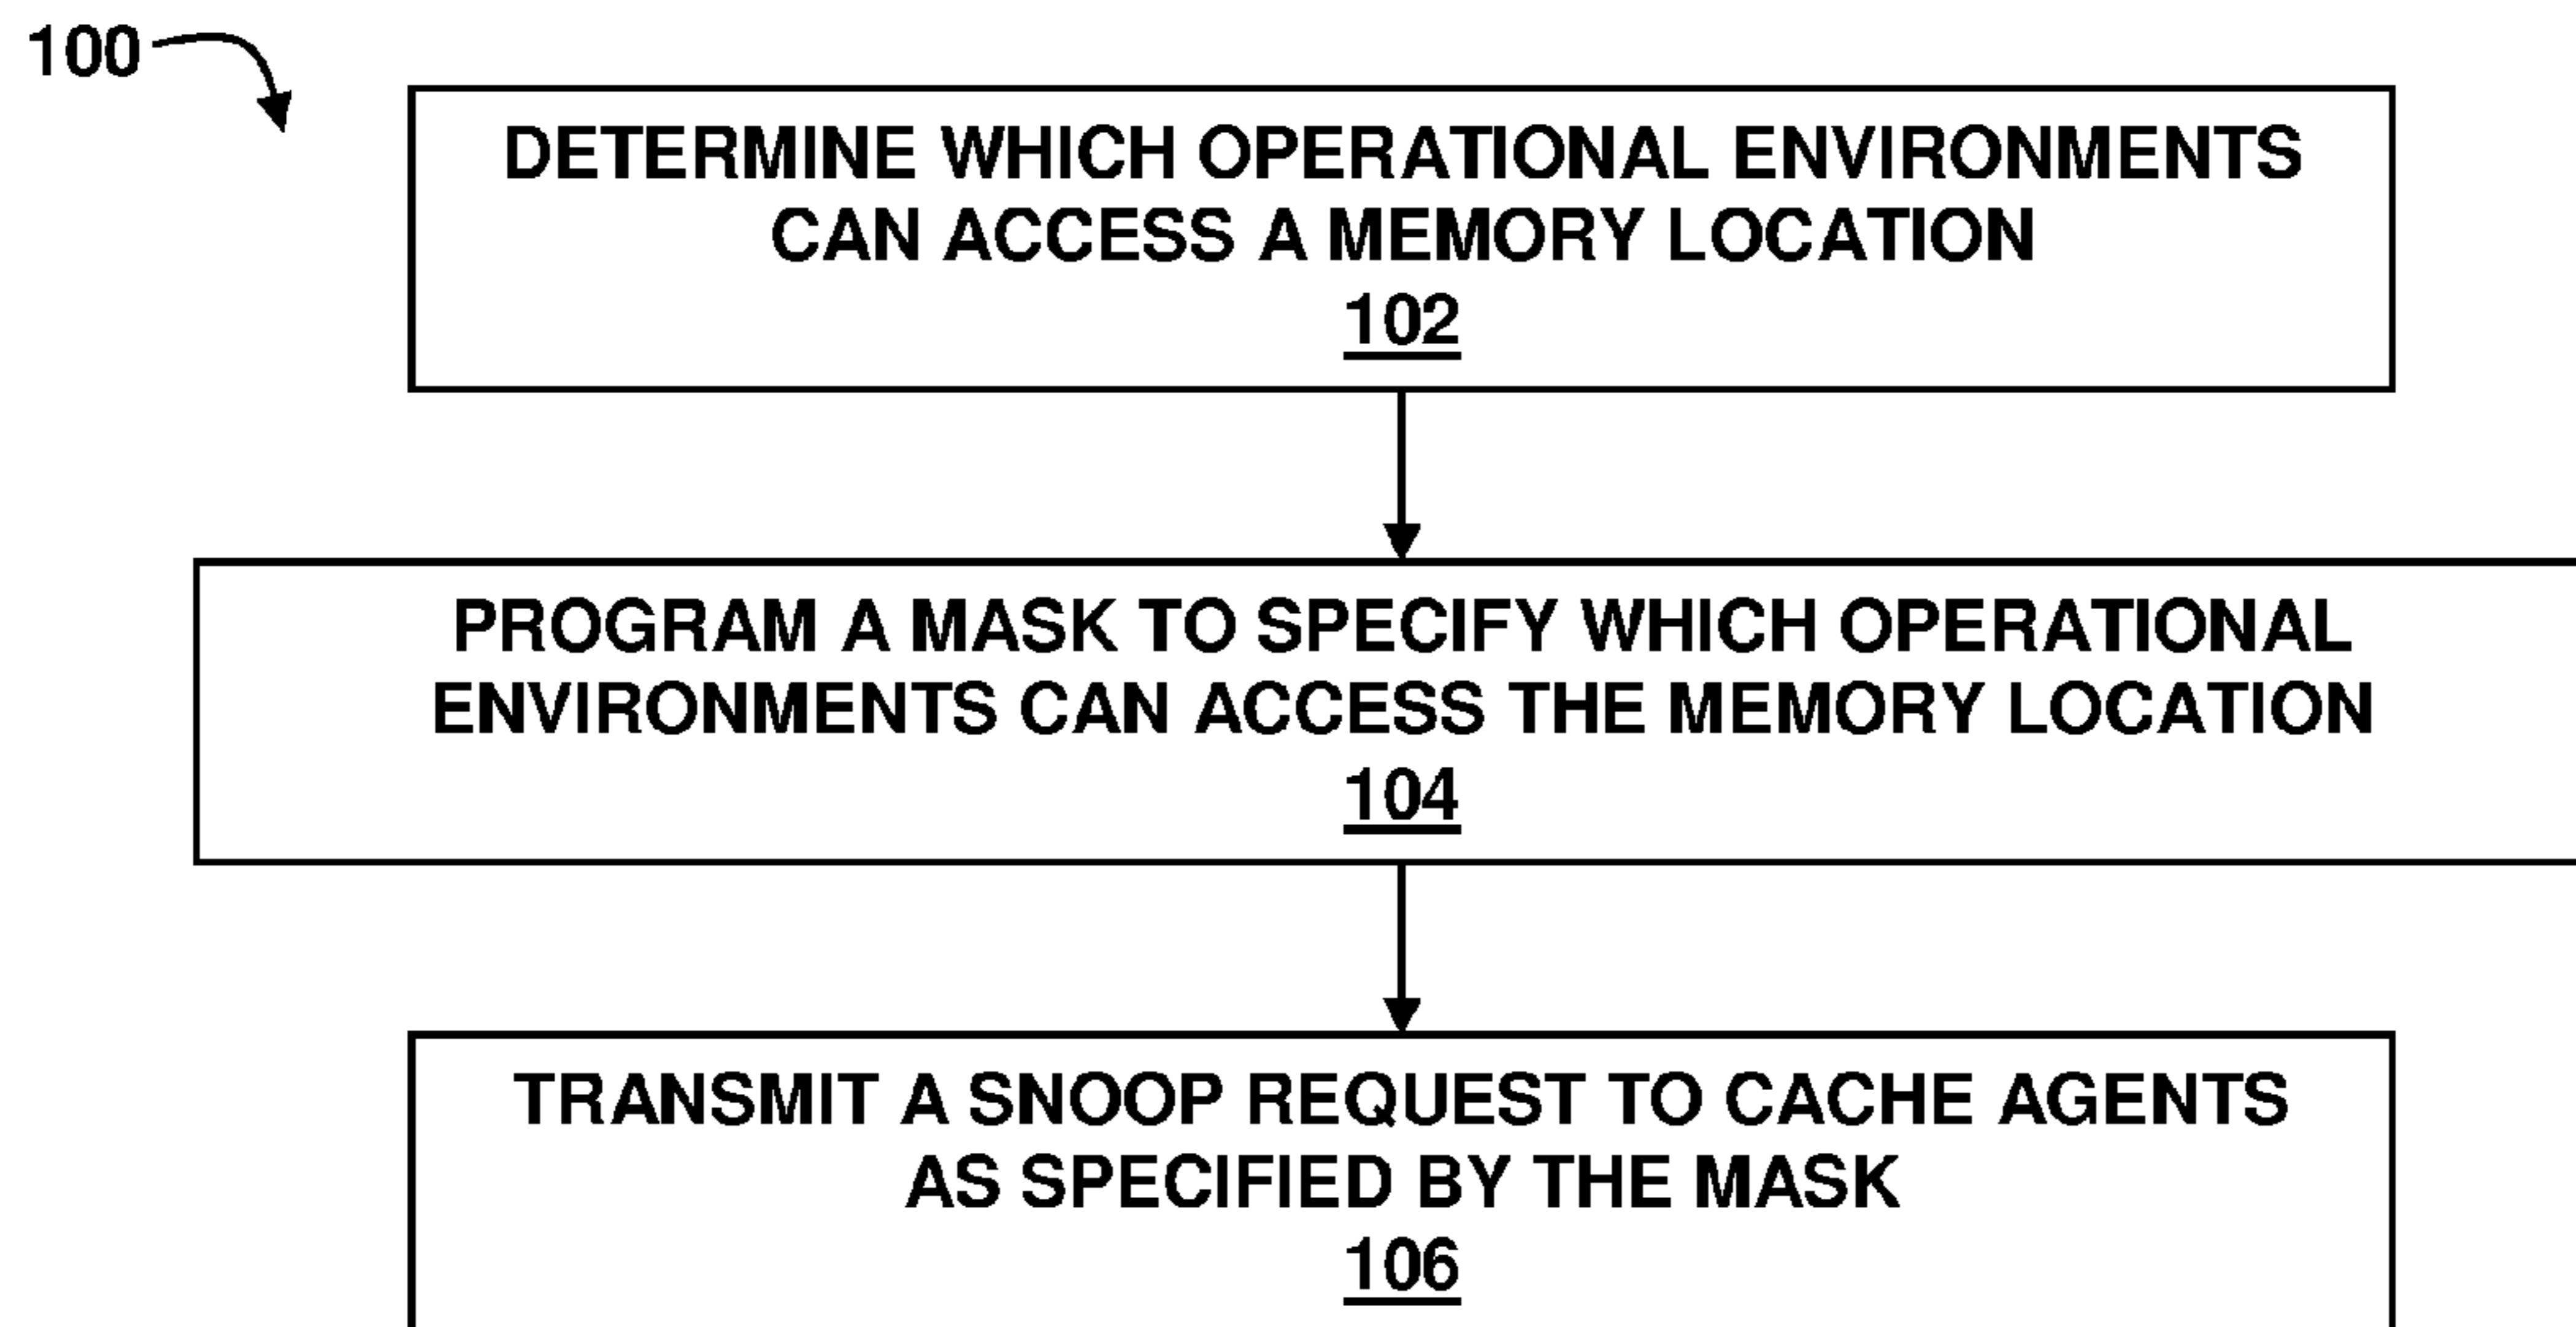 100
DETERMINE WHICH OPERATIONAL ENVIRONMENTS
CAN ACCESS A MEMORY LOCATION
102
PROGRAM A MASK TO SPECIFY WHICH OPERATIONAL
ENVIRONMENTS CAN ACCESS THE MEMORY LOCATION
104
TRANSMIT A SNOOP REQUEST TO CACHE AGENTS
AS SPECIFIED BY THE MASK
106